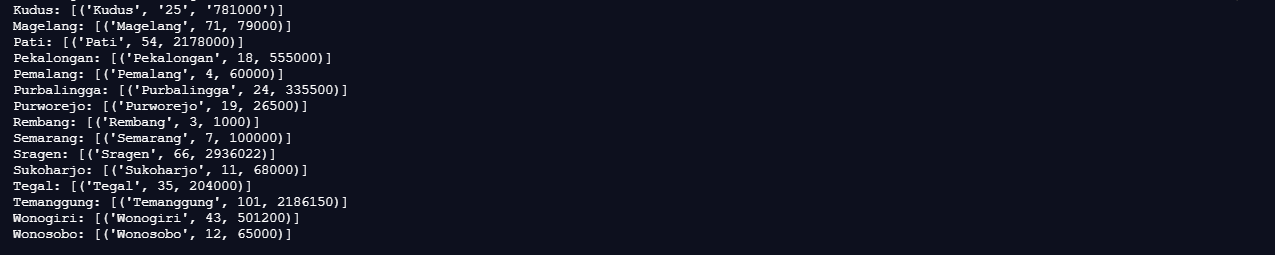 Kudus: [('Kudus', '25', '781000')]
Magelang: [('Magelang', 71, 79000)]
Pati: [('Pati', 54, 2178000)]
Pekalongan: [('Pekalongan', 18, 555000)]
Pemalang: [('Pemalang', 4, 60000)]
Purbalingga: [('Purbalingga', 24, 335500)]
Purworejo: [('Purworejo', 19, 26500)]
Rembang: [('Rembang', 3, 1000)]
Semarang: [('Semarang', 7, 100000)]
Sragen: [('Sragen', 66, 2936022)]
Sukoharjo: [('Sukoharjo', 11, 68000)]
Tegal: [('Tegal', 35, 204000)]
Temanggung: [('Temanggung', 101, 2186150)]
Wonogiri: [('Wonogiri', 43, 501200)]
Wonosobo: [('Wonosobo', 12, 65000)]